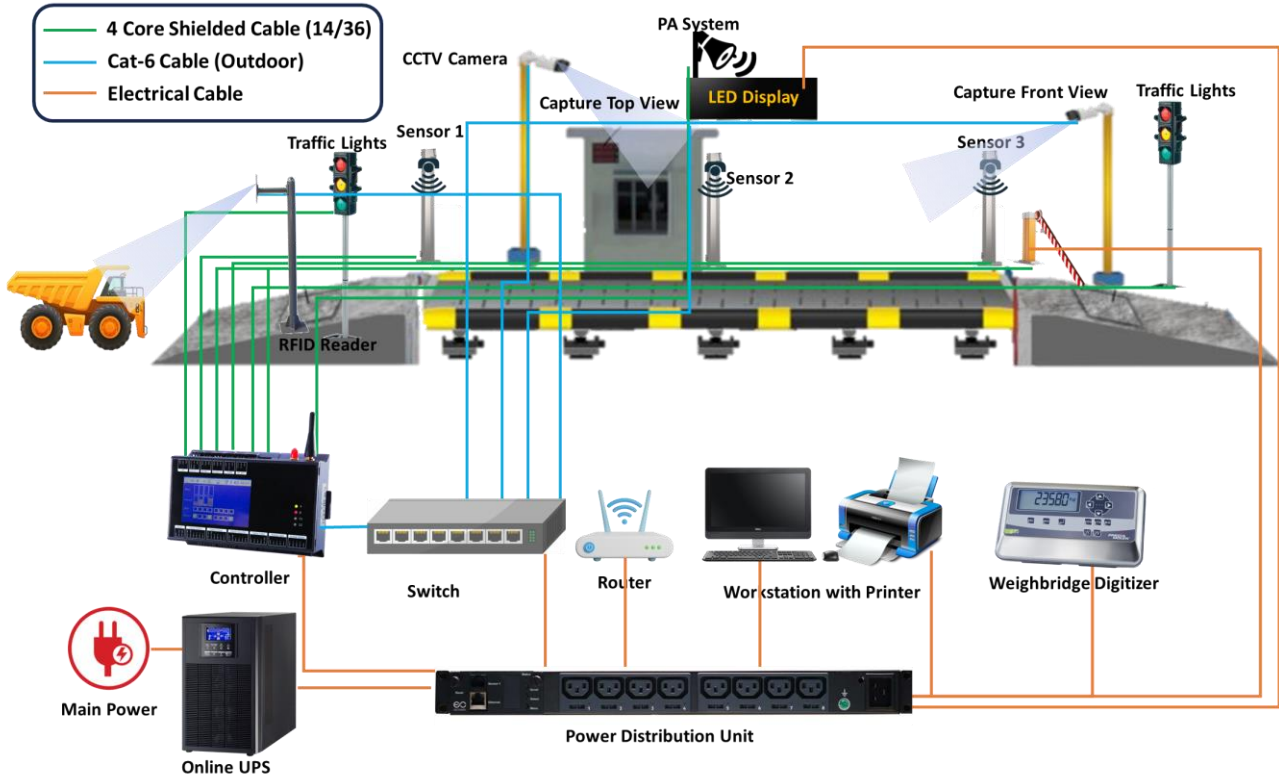 4 Core Shielded Cable (14/36)
Cat-6 Cable (Outdoor)
Electrical Cable
PA System
CCTV Camera
LED Display
Capture Top View
Capture Front View
Traffic Lights
Traffic Lights
Sensor 1
Sensor 2
Sensor 3
RFID Reader
Controller
Switch
Router
Workstation with Printer
23580
Weighbridge Digitizer
Main Power
Online UPS
Power Distribution Unit